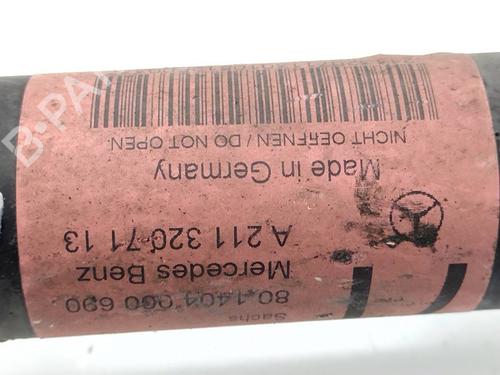 Sachs
80 1404 000 690
Mercedes Benz
A 211 320 71 13
Made in Germany
NICHT OEFFNEN / DO NOT OPEN
B-PARTS